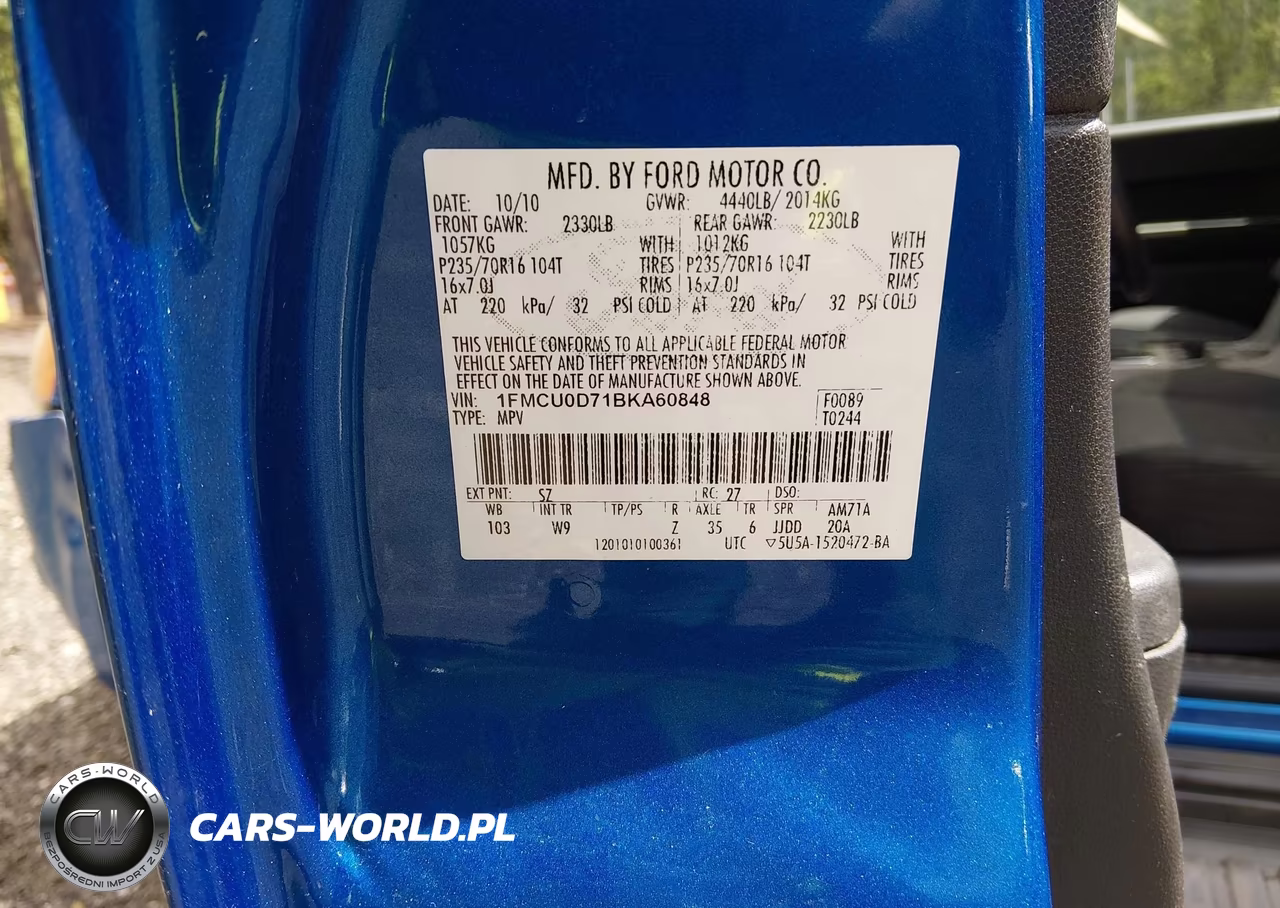 MFD. BY FORD MOTOR CO.
DATE: 10/10 GVWR: 4440LB/ 2014KG
FRONT GAWR: 2330LB REAR GAWR: 2230LB
1057KG WITH 1012KG WITH
P235/70R16 104T TIRES P235/70R16 104T TIRES
16x7.0J RIMS 16x7.0J RIMS
AT 220 kPa/ 32 PSI COLD AT 220 kPa/ 32 PSI COLD
THIS VEHICLE CONFORMS TO ALL APPLICABLE FEDERAL MOTOR
VEHICLE SAFETY AND THEFT PREVENTION STANDARDS IN
EFFECT ON THE DATE OF MANUFACTURE SHOWN ABOVE.
VIN: 1FMCU0D71BKA60848 F0089
TYPE: MPV T0244
EXT PNT: SZ RC: 27 DSO:
WB INT TR TP/PS R AXLE TR SPR AM71A
103 W9 Z 35 6 JJDD 20A
1201010100361 UTC ▽5U5A-1520472-BA
CARS-WORLD
CW
BEZPOŚREDNI IMPORT Z USA
CARS-WORLD.PL